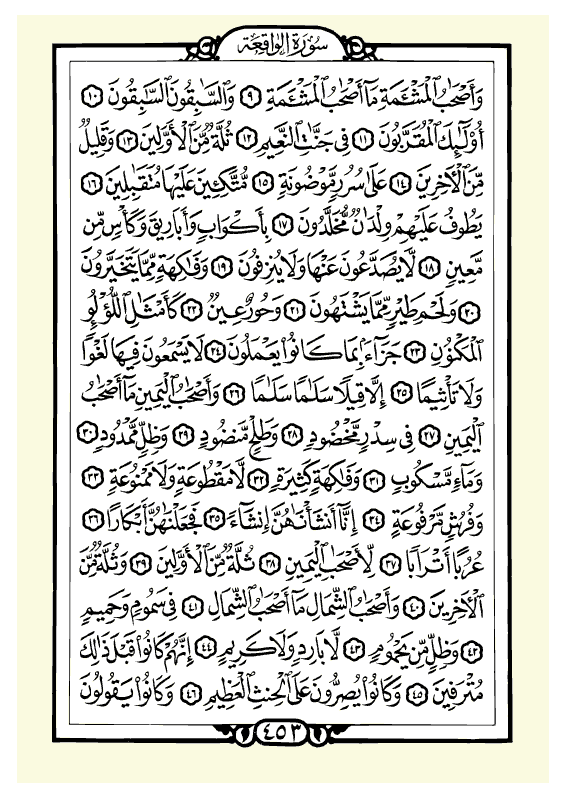 سورة الواقعة
وَأَصْحَٰبُ ٱلْمَشْـَٔمَةِ مَآ أَصْحَٰبُ ٱلْمَشْـَٔمَةِ ٩ وَٱلسَّٰبِقُونَ ٱلسَّٰبِقُونَ ١٠
أُو۟لَٰٓئِكَ ٱلْمُقَرَّبُونَ ١١ فِى جَنَّٰتِ ٱلنَّعِيمِ ١٢ ثُلَّةٌ مِّنَ ٱلْأَوَّلِينَ ١٣ وَقَلِيلٌ
مِّنَ ٱلْـَٔاخِرِينَ ١٤ عَلَىٰ سُرُرٍ مَّوْضُونَةٍ ١٥ مُّتَّكِـِٔينَ عَلَيْهَا مُتَقَٰبِلِينَ ١٦
يَطُوفُ عَلَيْهِمْ وِلْدَٰنٌ مُّخَلَّدُونَ ١٧ بِأَكْوَابٍ وَأَبَارِيقَ وَكَأْسٍ مِّن
مَّعِينٍ ١٨ لَّا يُصَدَّعُونَ عَنْهَا وَلَا يُنزِفُونَ ١٩ وَفَٰكِهَةٍ مِّمَّا يَتَخَيَّرُونَ
٢٠ وَلَحْمِ طَيْرٍ مِّمَّا يَشْتَهُونَ ٢١ وَحُورٌ عِينٌ ٢٢ كَأَمْثَٰلِ ٱللُّؤْلُؤِ
ٱلْمَكْنُونِ ٢٣ جَزَآءًۢ بِمَا كَانُوا۟ يَعْمَلُونَ ٢٤ لَا يَسْمَعُونَ فِيهَا لَغْوًا
وَلَا تَأْثِيمًا ٢٥ إِلَّا قِيلًا سَلَٰمًا سَلَٰمًا ٢٦ وَأَصْحَٰبُ ٱلْيَمِينِ مَآ أَصْحَٰبُ
ٱلْيَمِينِ ٢٧ فِى سِدْرٍ مَّخْضُودٍ ٢٨ وَطَلْحٍ مَّنضُودٍ ٢٩ وَظِلٍّ مَّمْدُودٍ ٣٠
وَمَآءٍ مَّسْكُوبٍ ٣١ وَفَٰكِهَةٍ كَثِيرَةٍ ٣٢ لَّا مَقْطُوعَةٍ وَلَا مَمْنُوعَةٍ ٣٣
وَفُرُشٍ مَّرْفُوعَةٍ ٣٤ إِنَّآ أَنشَأْنَٰهُنَّ إِنشَآءً ٣٥ فَجَعَلْنَٰهُنَّ أَبْكَارًا ٣٦
عُرُبًا أَتْرَابًا ٣٧ لِّأَصْحَٰبِ ٱلْيَمِينِ ٣٨ ثُلَّةٌ مِّنَ ٱلْأَوَّلِينَ ٣٩ وَثُلَّةٌ مِّنَ
ٱلْـَٔاخِرِينَ ٤٠ وَأَصْحَٰبُ ٱلشِّمَالِ مَآ أَصْحَٰبُ ٱلشِّمَالِ ٤١ فِى سَمُومٍ وَحَمِيمٍ
٤٢ وَظِلٍّ مِّن يَحْمُومٍ ٤٣ لَّا بَارِدٍ وَلَا كَرِيمٍ ٤٤ إِنَّهُمْ كَانُوا۟ قَبْلَ ذَٰلِكَ
مُتْرَفِينَ ٤٥ وَكَانُوا۟ يُصِرُّونَ عَلَى ٱلْحِنثِ ٱلْعَظِيمِ ٤٦ وَكَانُوا۟ يَقُولُونَ
٤٥٣